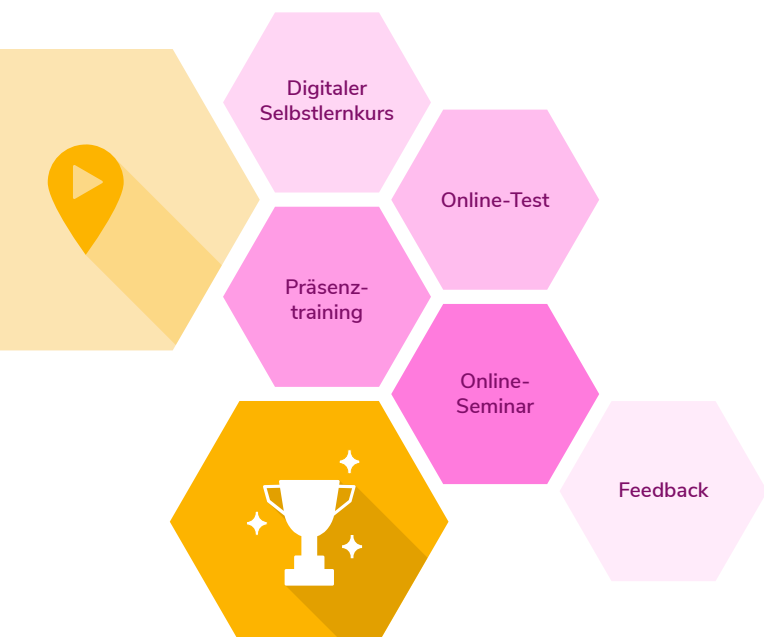 Digitaler
Selbstlernkurs
Online-Test
Präsenz-
training
Online-
Seminar
Feedback